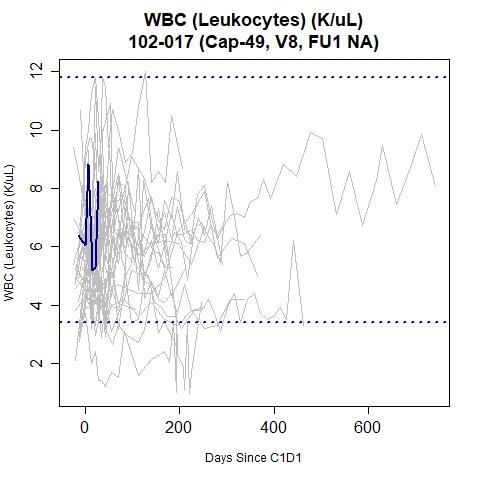 WBC (Leukocytes) (K/uL)
102-017 (Cap-49, V8, FU1 NA)
WBC (Leukocytes) (K/uL)
12
10
8
6
4
2
0 200 400 600
Days Since C1D1